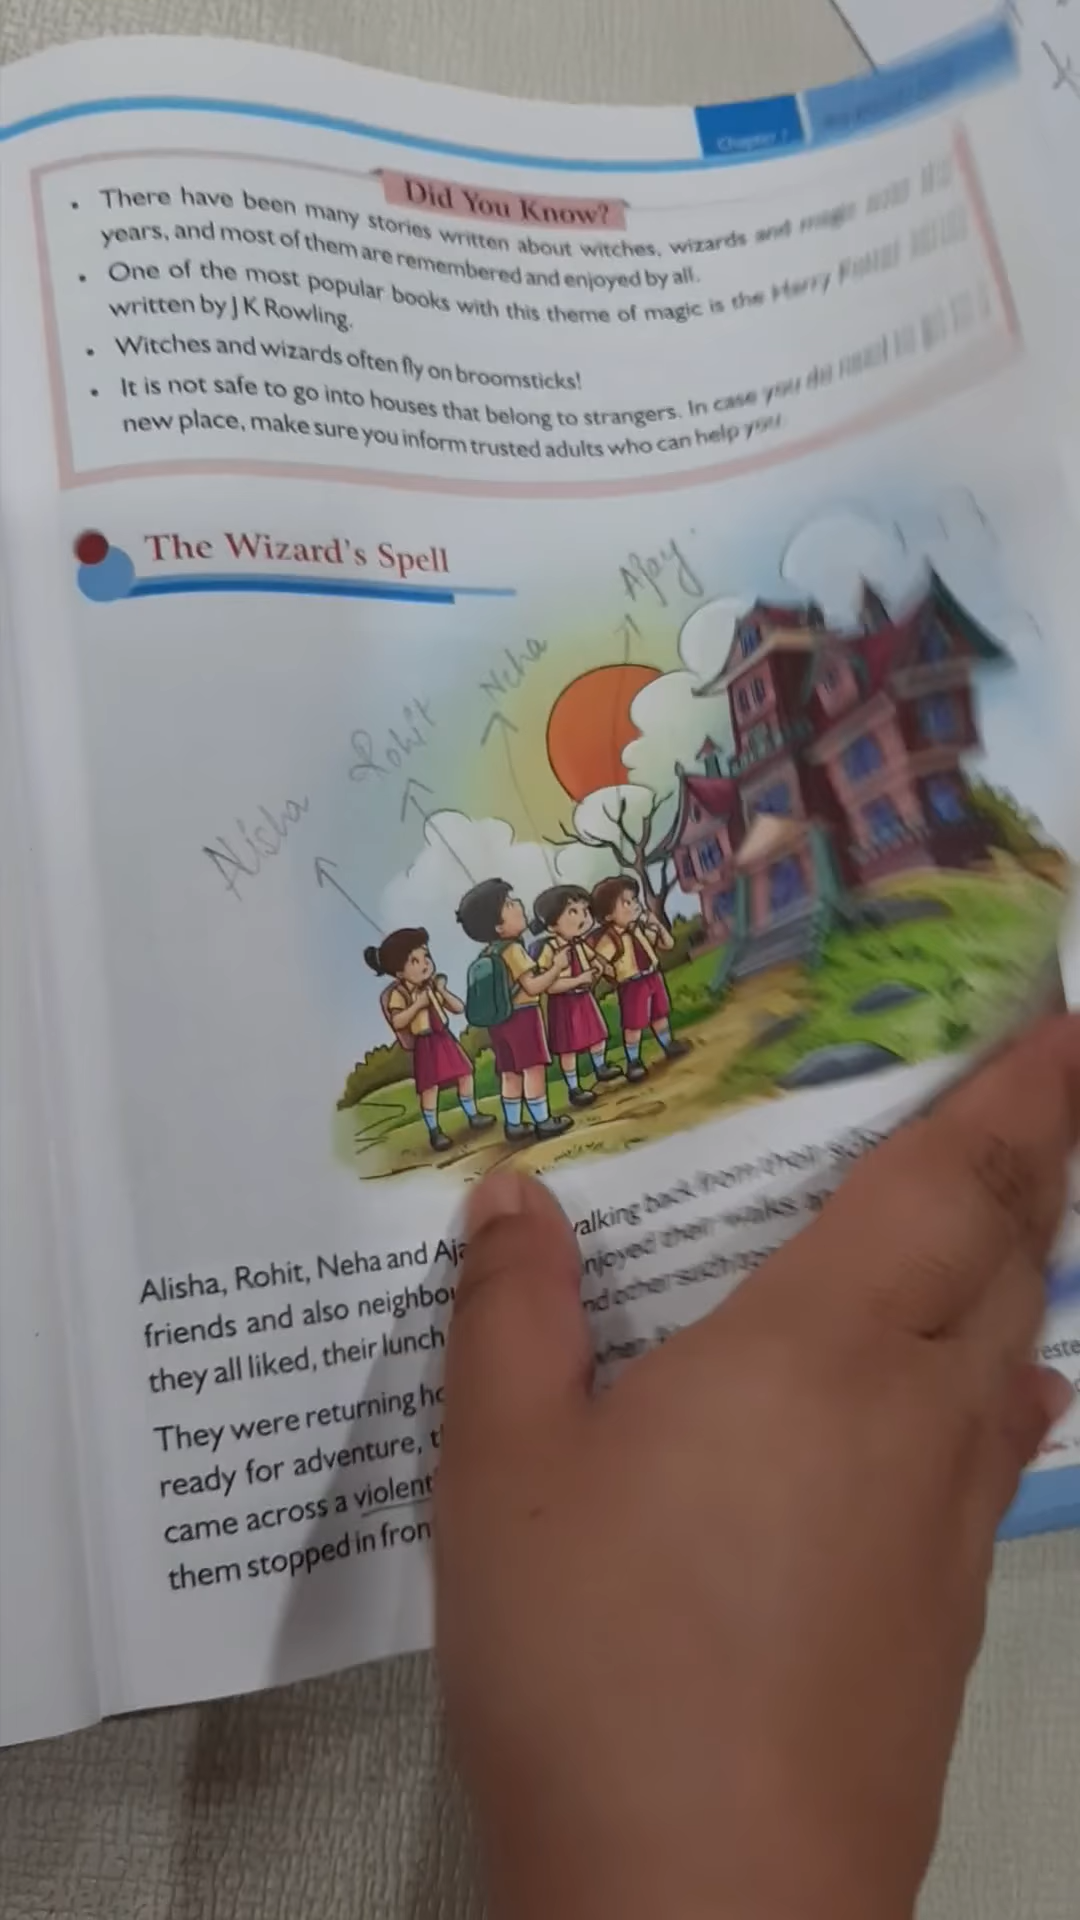 Chapter 7
Did You Know?
• There have been many stories written about witches, wizards and magic
years, and most of them are remembered and enjoyed by all.
• One of the most popular books with this theme of magic is the Harry Potter
written by J K Rowling.
• Witches and wizards often fly on broomsticks!
• It is not safe to go into houses that belong to strangers. In case you do need to go to a
new place, make sure you inform trusted adults who can help you.
The Wizard's Spell
Ajay
Neha
Rohit
Alisha
Alisha, Rohit, Neha and Aja alking back from their
friends and also neighbou njoyed their walks
they all liked, their lunch nd other such
They were returning ho
ready for adventure, t
came across a violent
them stopped in fron